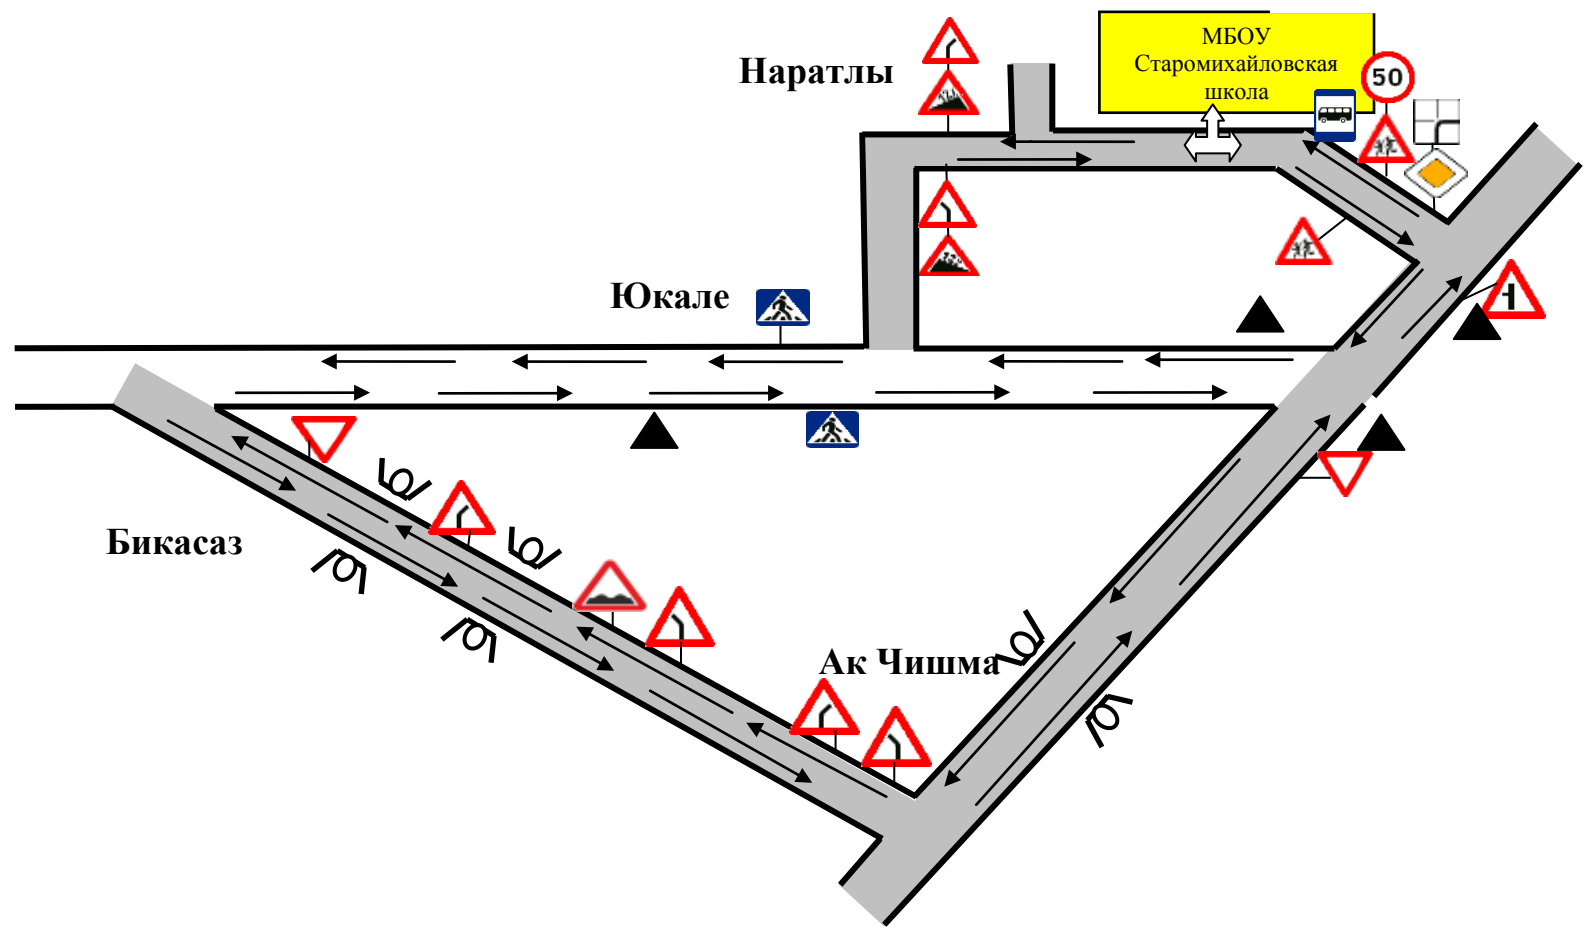 МБОУ
Старомихайловская
школа
Наратлы
50
Юкале
Бикасаз
Ак Чишма